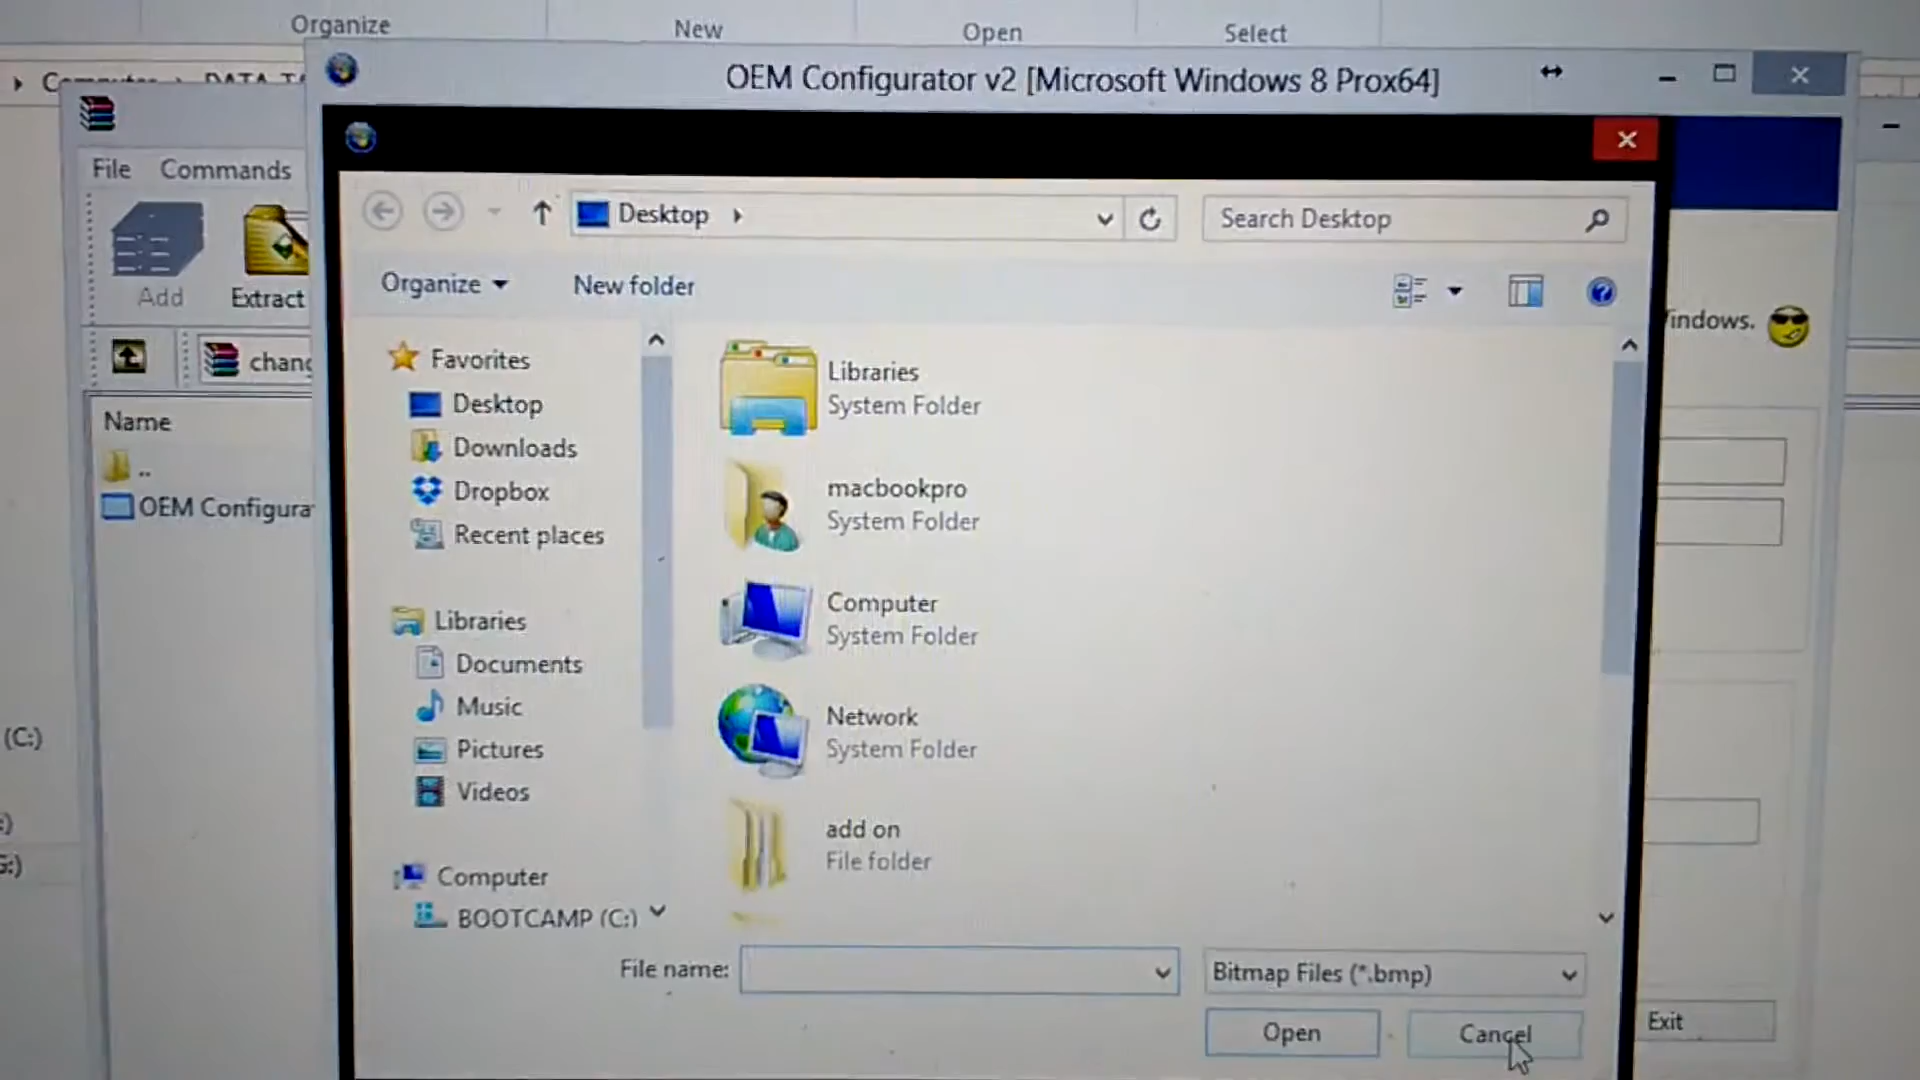 Organize
New
Open
Select
OEM Configurator v2 [Microsoft Windows 8 Prox64]
File
Commands
Desktop
Search Desktop
Organize
New folder
Add
Extract
indows.
Name
..
OEM Configura
Favorites
Desktop
Downloads
Dropbox
Recent places
Libraries
Documents
Music
Pictures
Videos
Computer
BOOTCAMP (C:)
Libraries
System Folder
macbookpro
System Folder
Computer
System Folder
Network
System Folder
add on
File folder
(C:)
File name:
Bitmap Files (*.bmp)
Open
Cancel
Exit